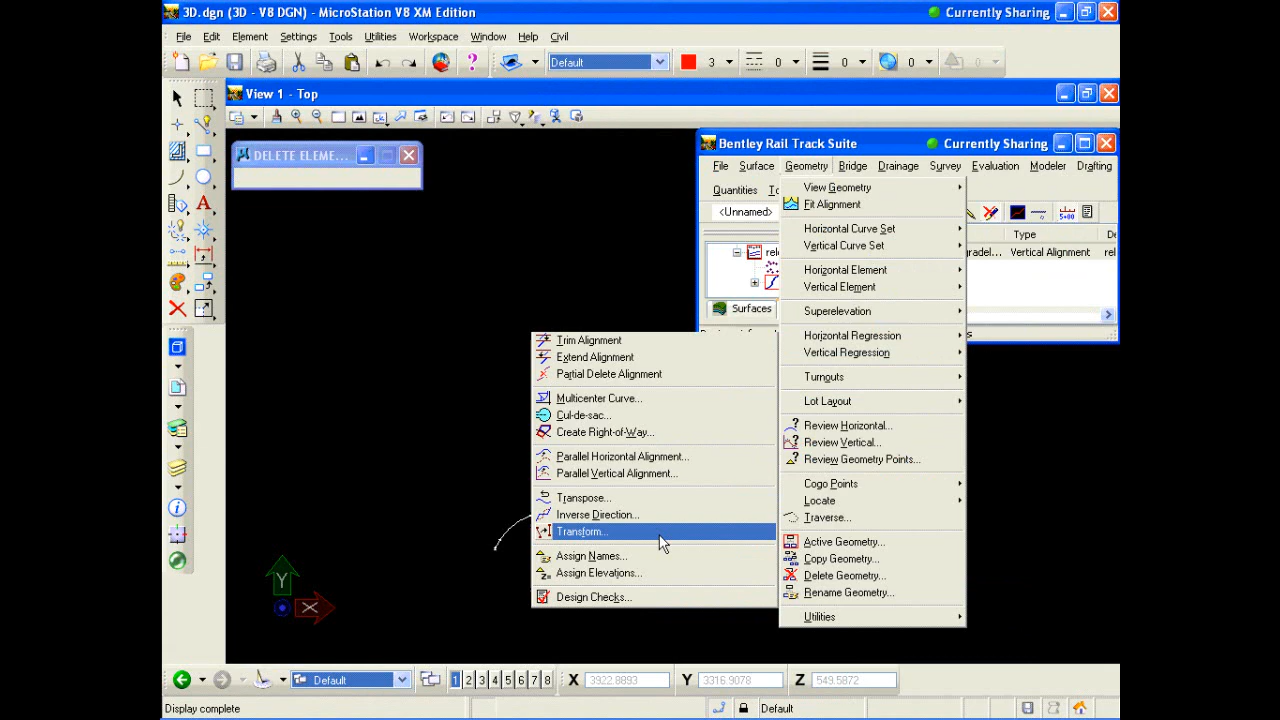 3D.dgn (3D - V8 DGN) - MicroStation V8 XM Edition
Currently Sharing
File Edit Element Settings Tools Utilities Workspace Window Help Civil
Default 3 0 0 0 0
View 1 - Top
DELETE ELEME...
Bentley Rail Track Suite
Currently Sharing
File Surface Geometry Bridge Drainage Survey Evaluation Modeler Drafting
Quantities
<Unnamed>
Type
gradel... Vertical Alignment rel
Surfaces
View Geometry
Fit Alignment
Horizontal Curve Set
Vertical Curve Set
Horizontal Element
Vertical Element
Superelevation
Horizontal Regression
Vertical Regression
Turnouts
Lot Layout
Review Horizontal...
Review Vertical...
Review Geometry Points...
Cogo Points
Locate
Traverse...
Active Geometry...
Copy Geometry...
Delete Geometry...
Rename Geometry...
Utilities
Trim Alignment
Extend Alignment
Partial Delete Alignment
Multicenter Curve...
Cul-de-sac...
Create Right-of-Way...
Parallel Horizontal Alignment...
Parallel Vertical Alignment...
Transpose...
Inverse Direction...
Transform...
Assign Names...
Assign Elevations...
Design Checks...
Y
X
Default 1 2 3 4 5 6 7 8 X 3922.8893 Y 3316.9078 Z 549.5872
Display complete Default